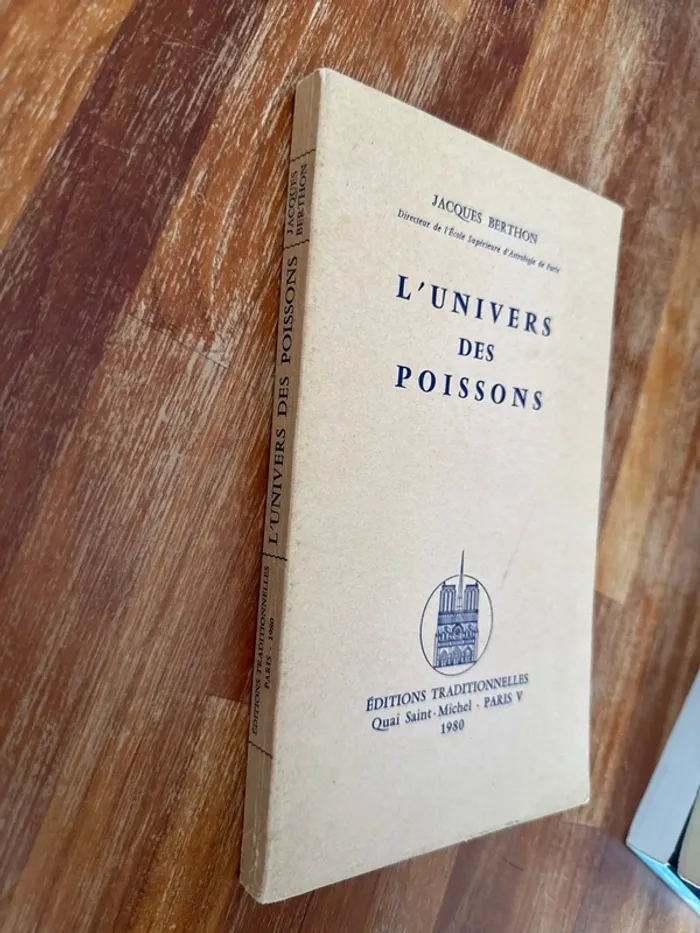 JACQUES BERTHON
Directeur de l'École Supérieure d'Astrologie de Paris
L'UNIVERS
DES
POISSONS
ÉDITIONS TRADITIONNELLES
Quai Saint-Michel - PARIS V
1980
JACQUES
BERTHON
L'UNIVERS DES POISSONS
ÉDITIONS TRADITIONNELLES
PARIS - 1980